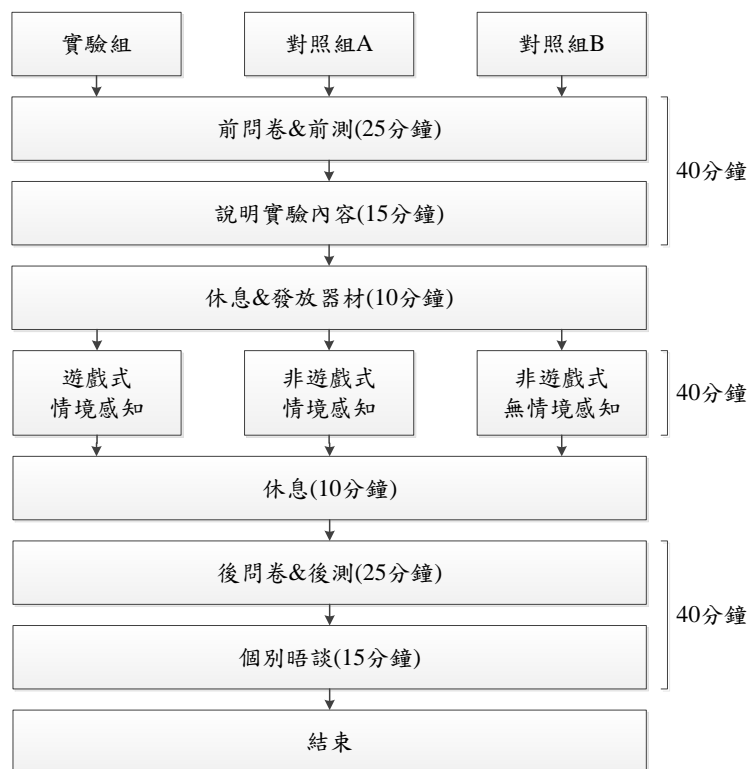 實驗組
對照組A
對照組B
前問卷&前測(25分鐘)
40分鐘
說明實驗內容(15分鐘)
休息&發放器材(10分鐘)
遊戲式
情境感知
非遊戲式
情境感知
非遊戲式
無情境感知
40分鐘
休息(10分鐘)
後問卷&後測(25分鐘)
40分鐘
個別晤談(15分鐘)
結束